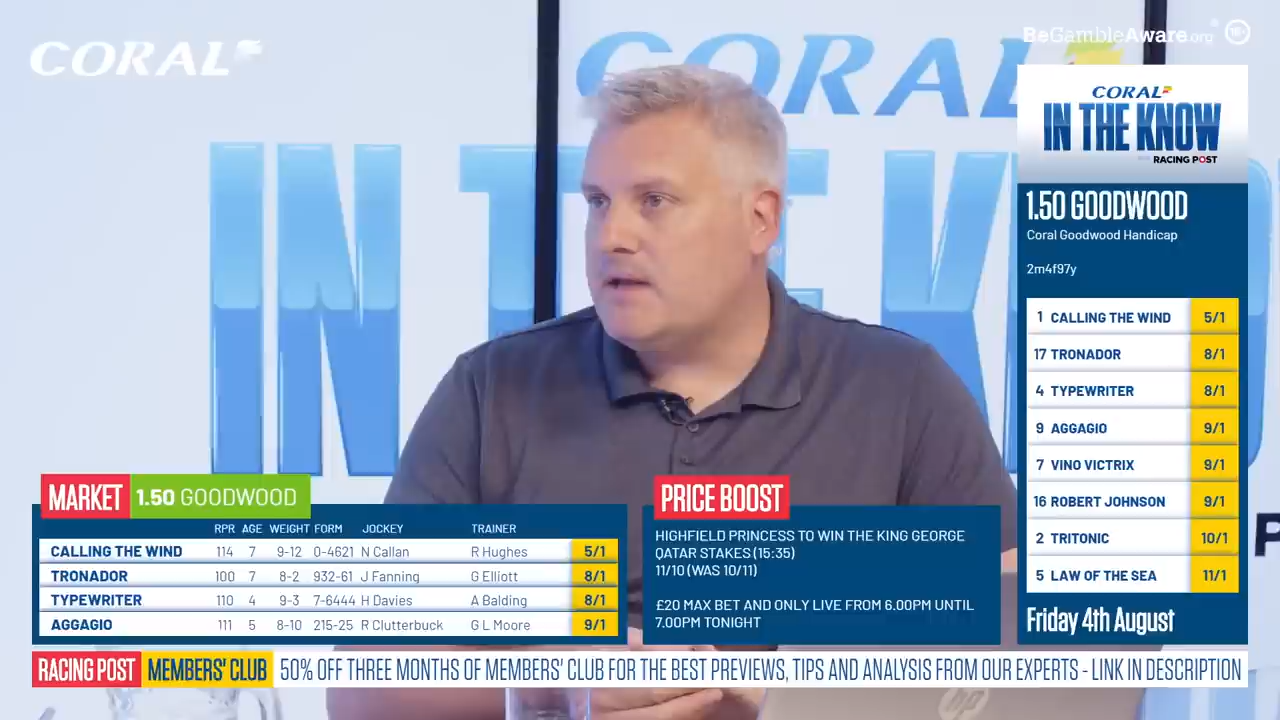 CORAL
BeGambleAware.org 18+
CORAL
IN THE KNOW
CORAL
IN THE KNOW
RACING POST
1.50 GOODWOOD
Coral Goodwood Handicap
2m4f97y
1 CALLING THE WIND 5/1
17 TRONADOR 8/1
4 TYPEWRITER 8/1
9 AGGAGIO 9/1
7 VINO VICTRIX 9/1
16 ROBERT JOHNSON 9/1
2 TRITONIC 10/1
5 LAW OF THE SEA 11/1
Friday 4th August
MARKET 1.50 GOODWOOD
RPR AGE WEIGHT FORM JOCKEY TRAINER
CALLING THE WIND 114 7 9-12 0-4621 N Callan R Hughes 5/1
TRONADOR 100 7 8-2 932-61 J Fanning G Elliott 8/1
TYPEWRITER 110 4 9-3 7-6444 H Davies A Balding 8/1
AGGAGIO 111 5 8-10 215-25 R Clutterbuck G L Moore 9/1
PRICE BOOST
HIGHFIELD PRINCESS TO WIN THE KING GEORGE
QATAR STAKES (15:35)
11/10 (WAS 10/11)
£20 MAX BET AND ONLY LIVE FROM 6.00PM UNTIL
7.00PM TONIGHT
P
RACING POST MEMBERS' CLUB 50% OFF THREE MONTHS OF MEMBERS' CLUB FOR THE BEST PREVIEWS, TIPS AND ANALYSIS FROM OUR EXPERTS - LINK IN DESCRIPTION
hp